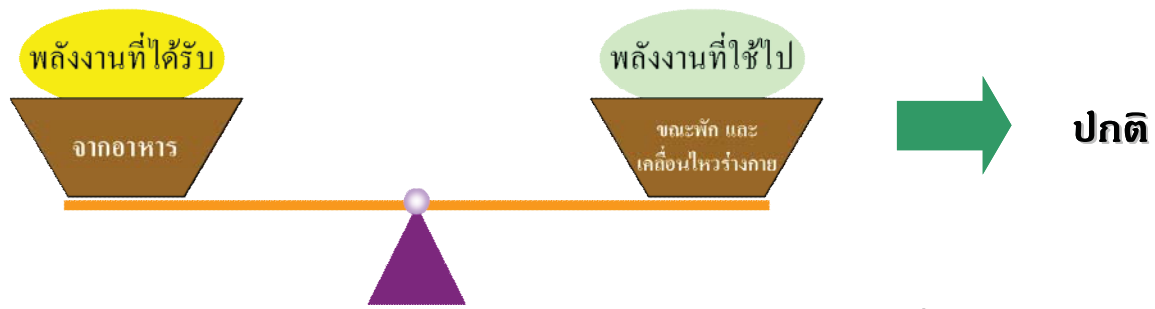 พลังงานที่ได้รับ
จากอาหาร
พลังงานที่ใช้ไป
ขณะพัก และ
เคลื่อนไหวร่างกาย
ปกติ